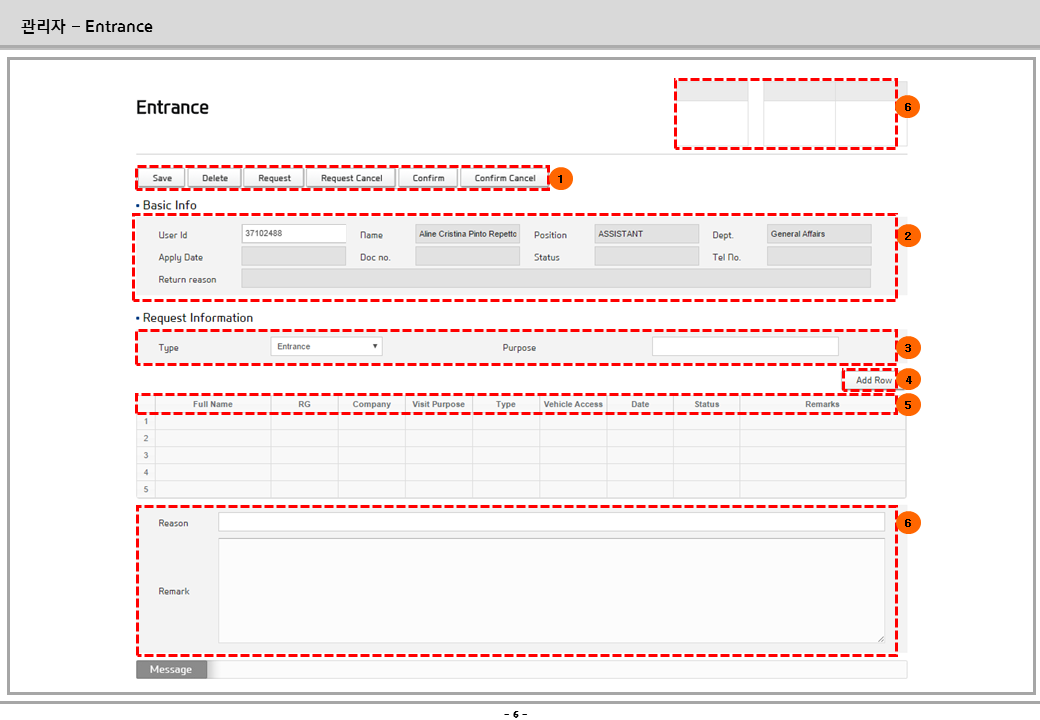 관리자 – Entrance
Entrance
6
Save Delete Request Request Cancel Confirm Confirm Cancel 1
• Basic Info
User Id 37102488 Name Aline Cristina Pinto Repetto Position ASSISTANT Dept. General Affairs 2
Apply Date Doc no. Status Tel No.
Return reason
• Request Information
Type Entrance ▼ Purpose 3
Add Row 4
Full Name RG Company Visit Purpose Type Vehicle Access Date Status Remarks 5
1
2
3
4
5
Reason 6
Remark
Message
- 6 -